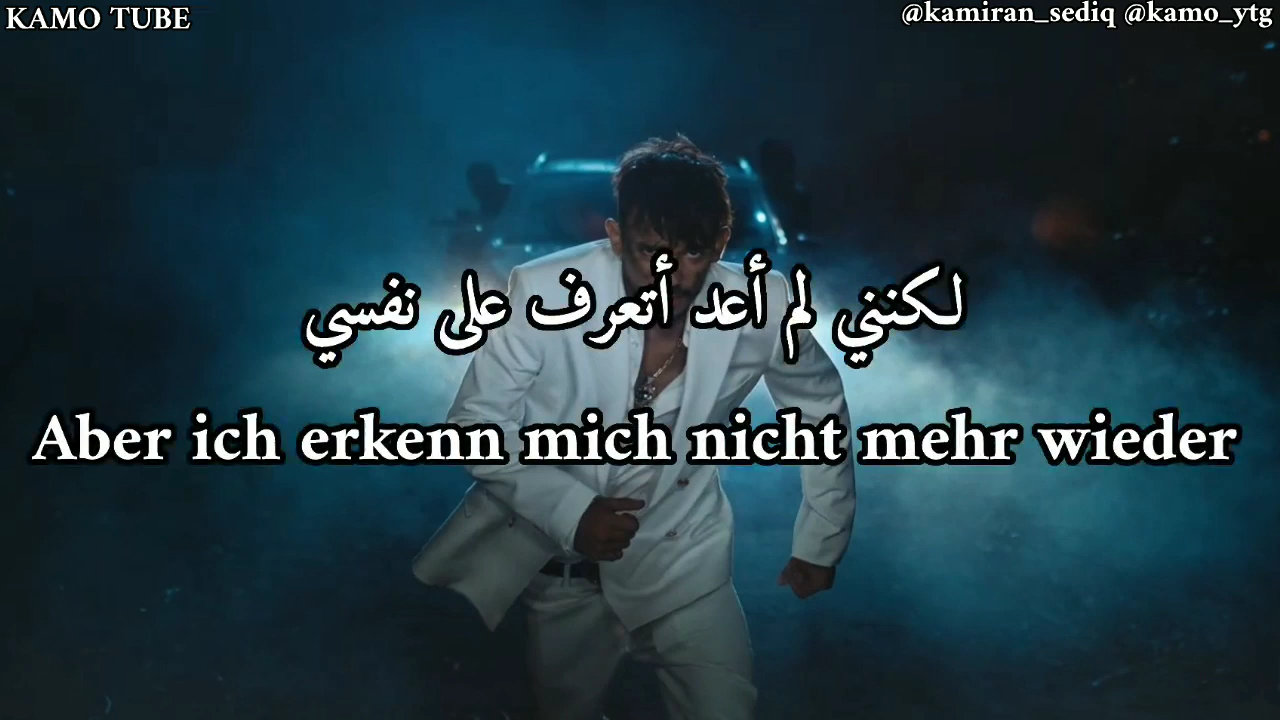 KAMO TUBE
@kamiran_sediq @kamo_ytg
لكنني لم أعد أتعرف على نفسي
Aber ich erkenn mich nicht mehr wieder